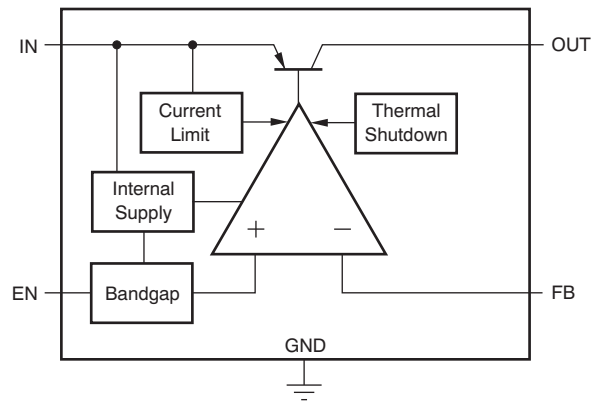 IN
OUT
Current
Limit
Thermal
Shutdown
Internal
Supply
+
−
EN
Bandgap
FB
GND